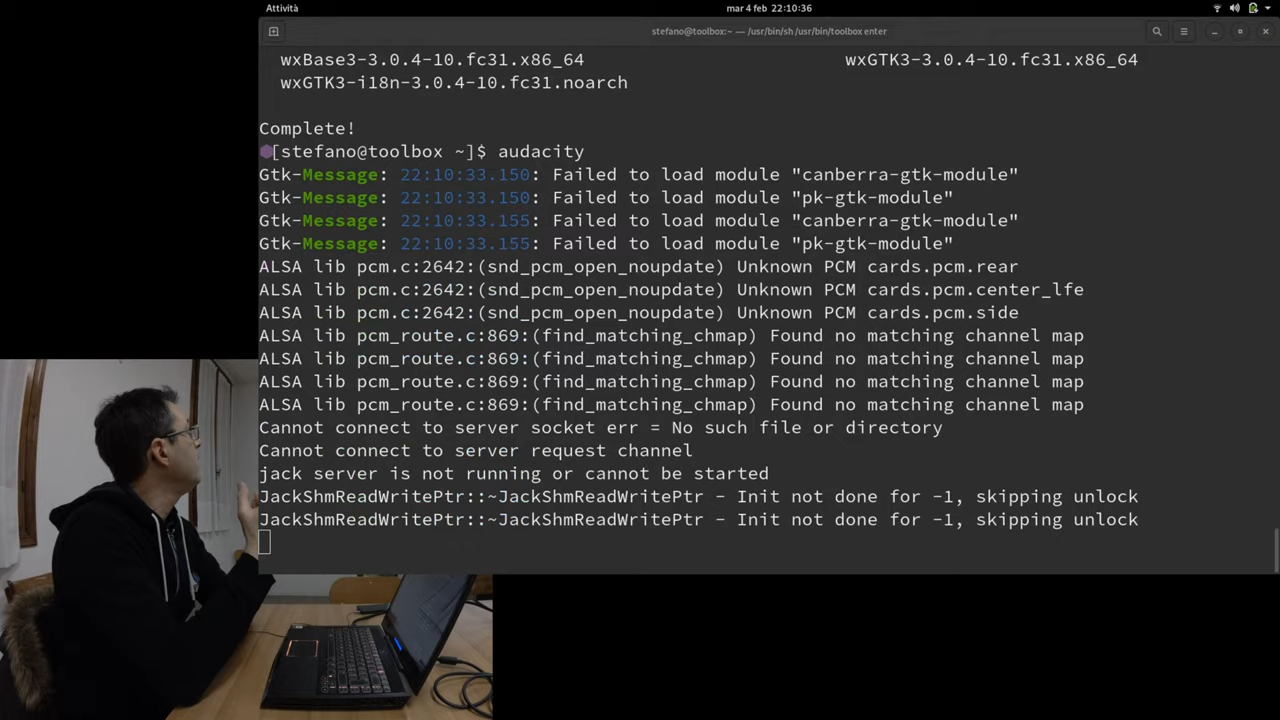 Attività
mar 4 feb 22:10:36
stefano@toolbox:~ — /usr/bin/sh /usr/bin/toolbox enter
wxBase3-3.0.4-10.fc31.x86_64 wxGTK3-3.0.4-10.fc31.x86_64
wxGTK3-i18n-3.0.4-10.fc31.noarch
Complete!
[stefano@toolbox ~]$ audacity
Gtk-Message: 22:10:33.150: Failed to load module "canberra-gtk-module"
Gtk-Message: 22:10:33.150: Failed to load module "pk-gtk-module"
Gtk-Message: 22:10:33.155: Failed to load module "canberra-gtk-module"
Gtk-Message: 22:10:33.155: Failed to load module "pk-gtk-module"
ALSA lib pcm.c:2642:(snd_pcm_open_noupdate) Unknown PCM cards.pcm.rear
ALSA lib pcm.c:2642:(snd_pcm_open_noupdate) Unknown PCM cards.pcm.center_lfe
ALSA lib pcm.c:2642:(snd_pcm_open_noupdate) Unknown PCM cards.pcm.side
ALSA lib pcm_route.c:869:(find_matching_chmap) Found no matching channel map
ALSA lib pcm_route.c:869:(find_matching_chmap) Found no matching channel map
ALSA lib pcm_route.c:869:(find_matching_chmap) Found no matching channel map
ALSA lib pcm_route.c:869:(find_matching_chmap) Found no matching channel map
Cannot connect to server socket err = No such file or directory
Cannot connect to server request channel
jack server is not running or cannot be started
JackShmReadWritePtr::~JackShmReadWritePtr - Init not done for -1, skipping unlock
JackShmReadWritePtr::~JackShmReadWritePtr - Init not done for -1, skipping unlock